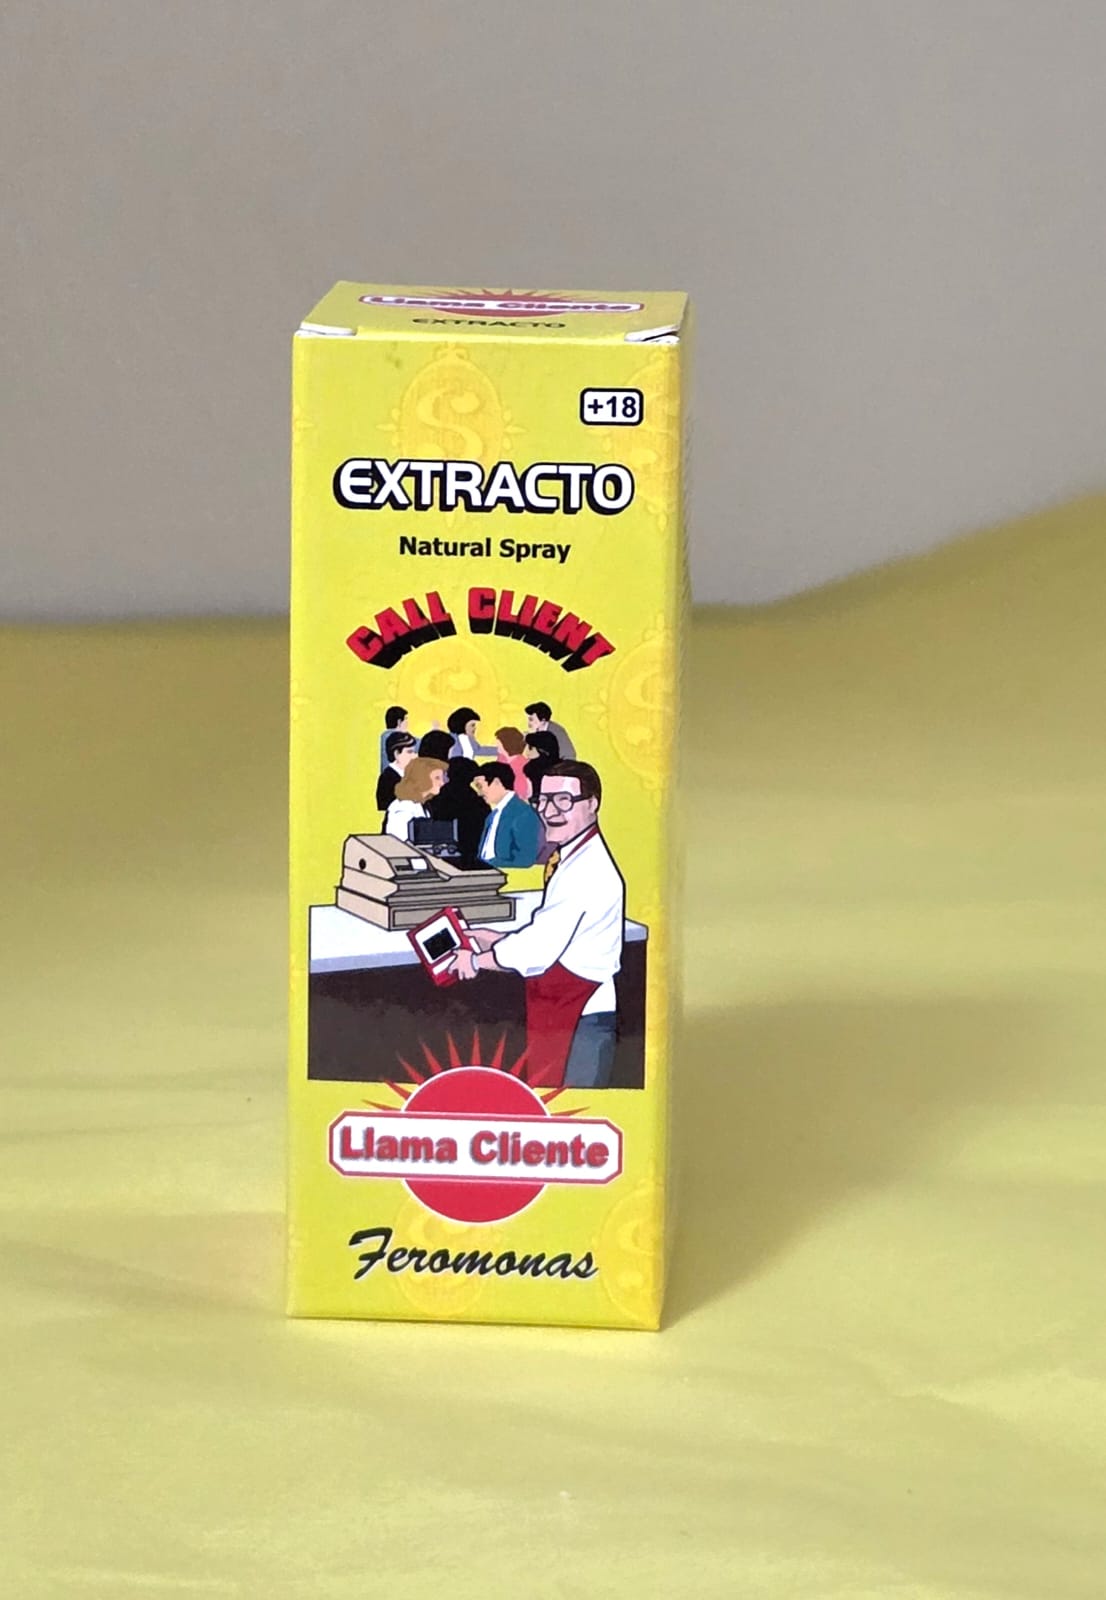 Llama Cliente
EXTRACTO
+18
EXTRACTO
Natural Spray
CALL CLIENT
Llama Cliente
Feromonas